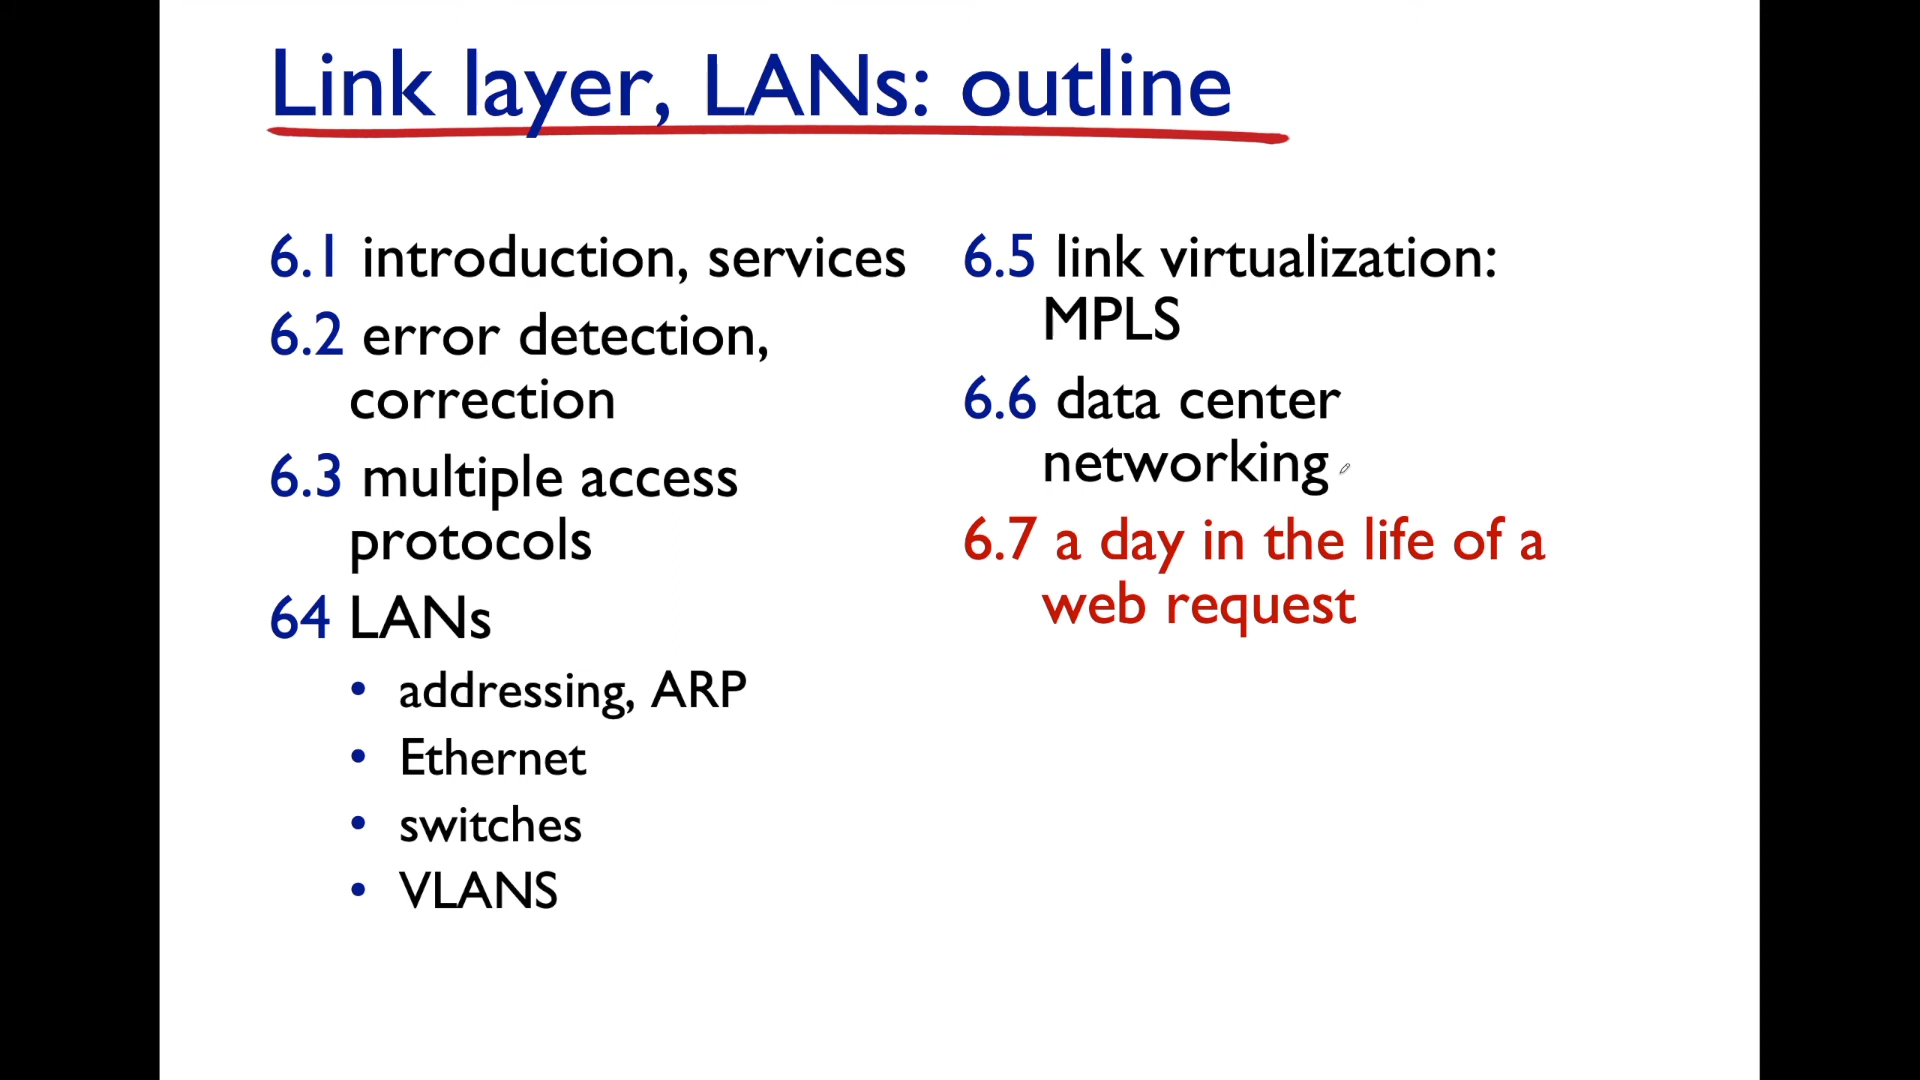 Link layer, LANs: outline
6.1 introduction, services
6.2 error detection,
correction
6.3 multiple access
protocols
64 LANs
• addressing, ARP
• Ethernet
• switches
• VLANS
6.5 link virtualization:
MPLS
6.6 data center
networking
6.7 a day in the life of a
web request